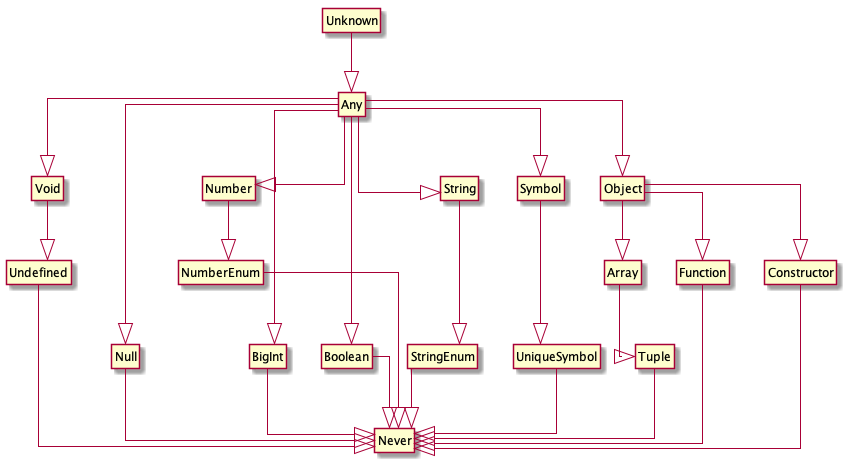 Unknown
Any
Void
Number
String
Symbol
Object
Undefined
NumberEnum
Array
Function
Constructor
Null
BigInt
Boolean
StringEnum
UniqueSymbol
Tuple
Never